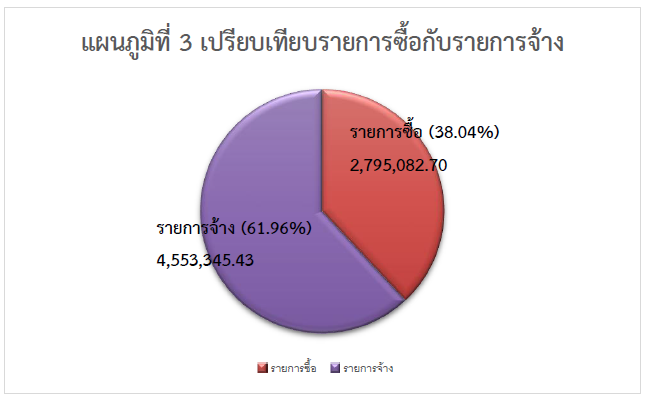 แผนภูมิที่ 3 เปรียบเทียบรายการซื้อกับรายการจ้าง
รายการซื้อ (38.04%)
2,795,082.70
รายการจ้าง (61.96%)
4,553,345.43
รายการซื้อ รายการจ้าง